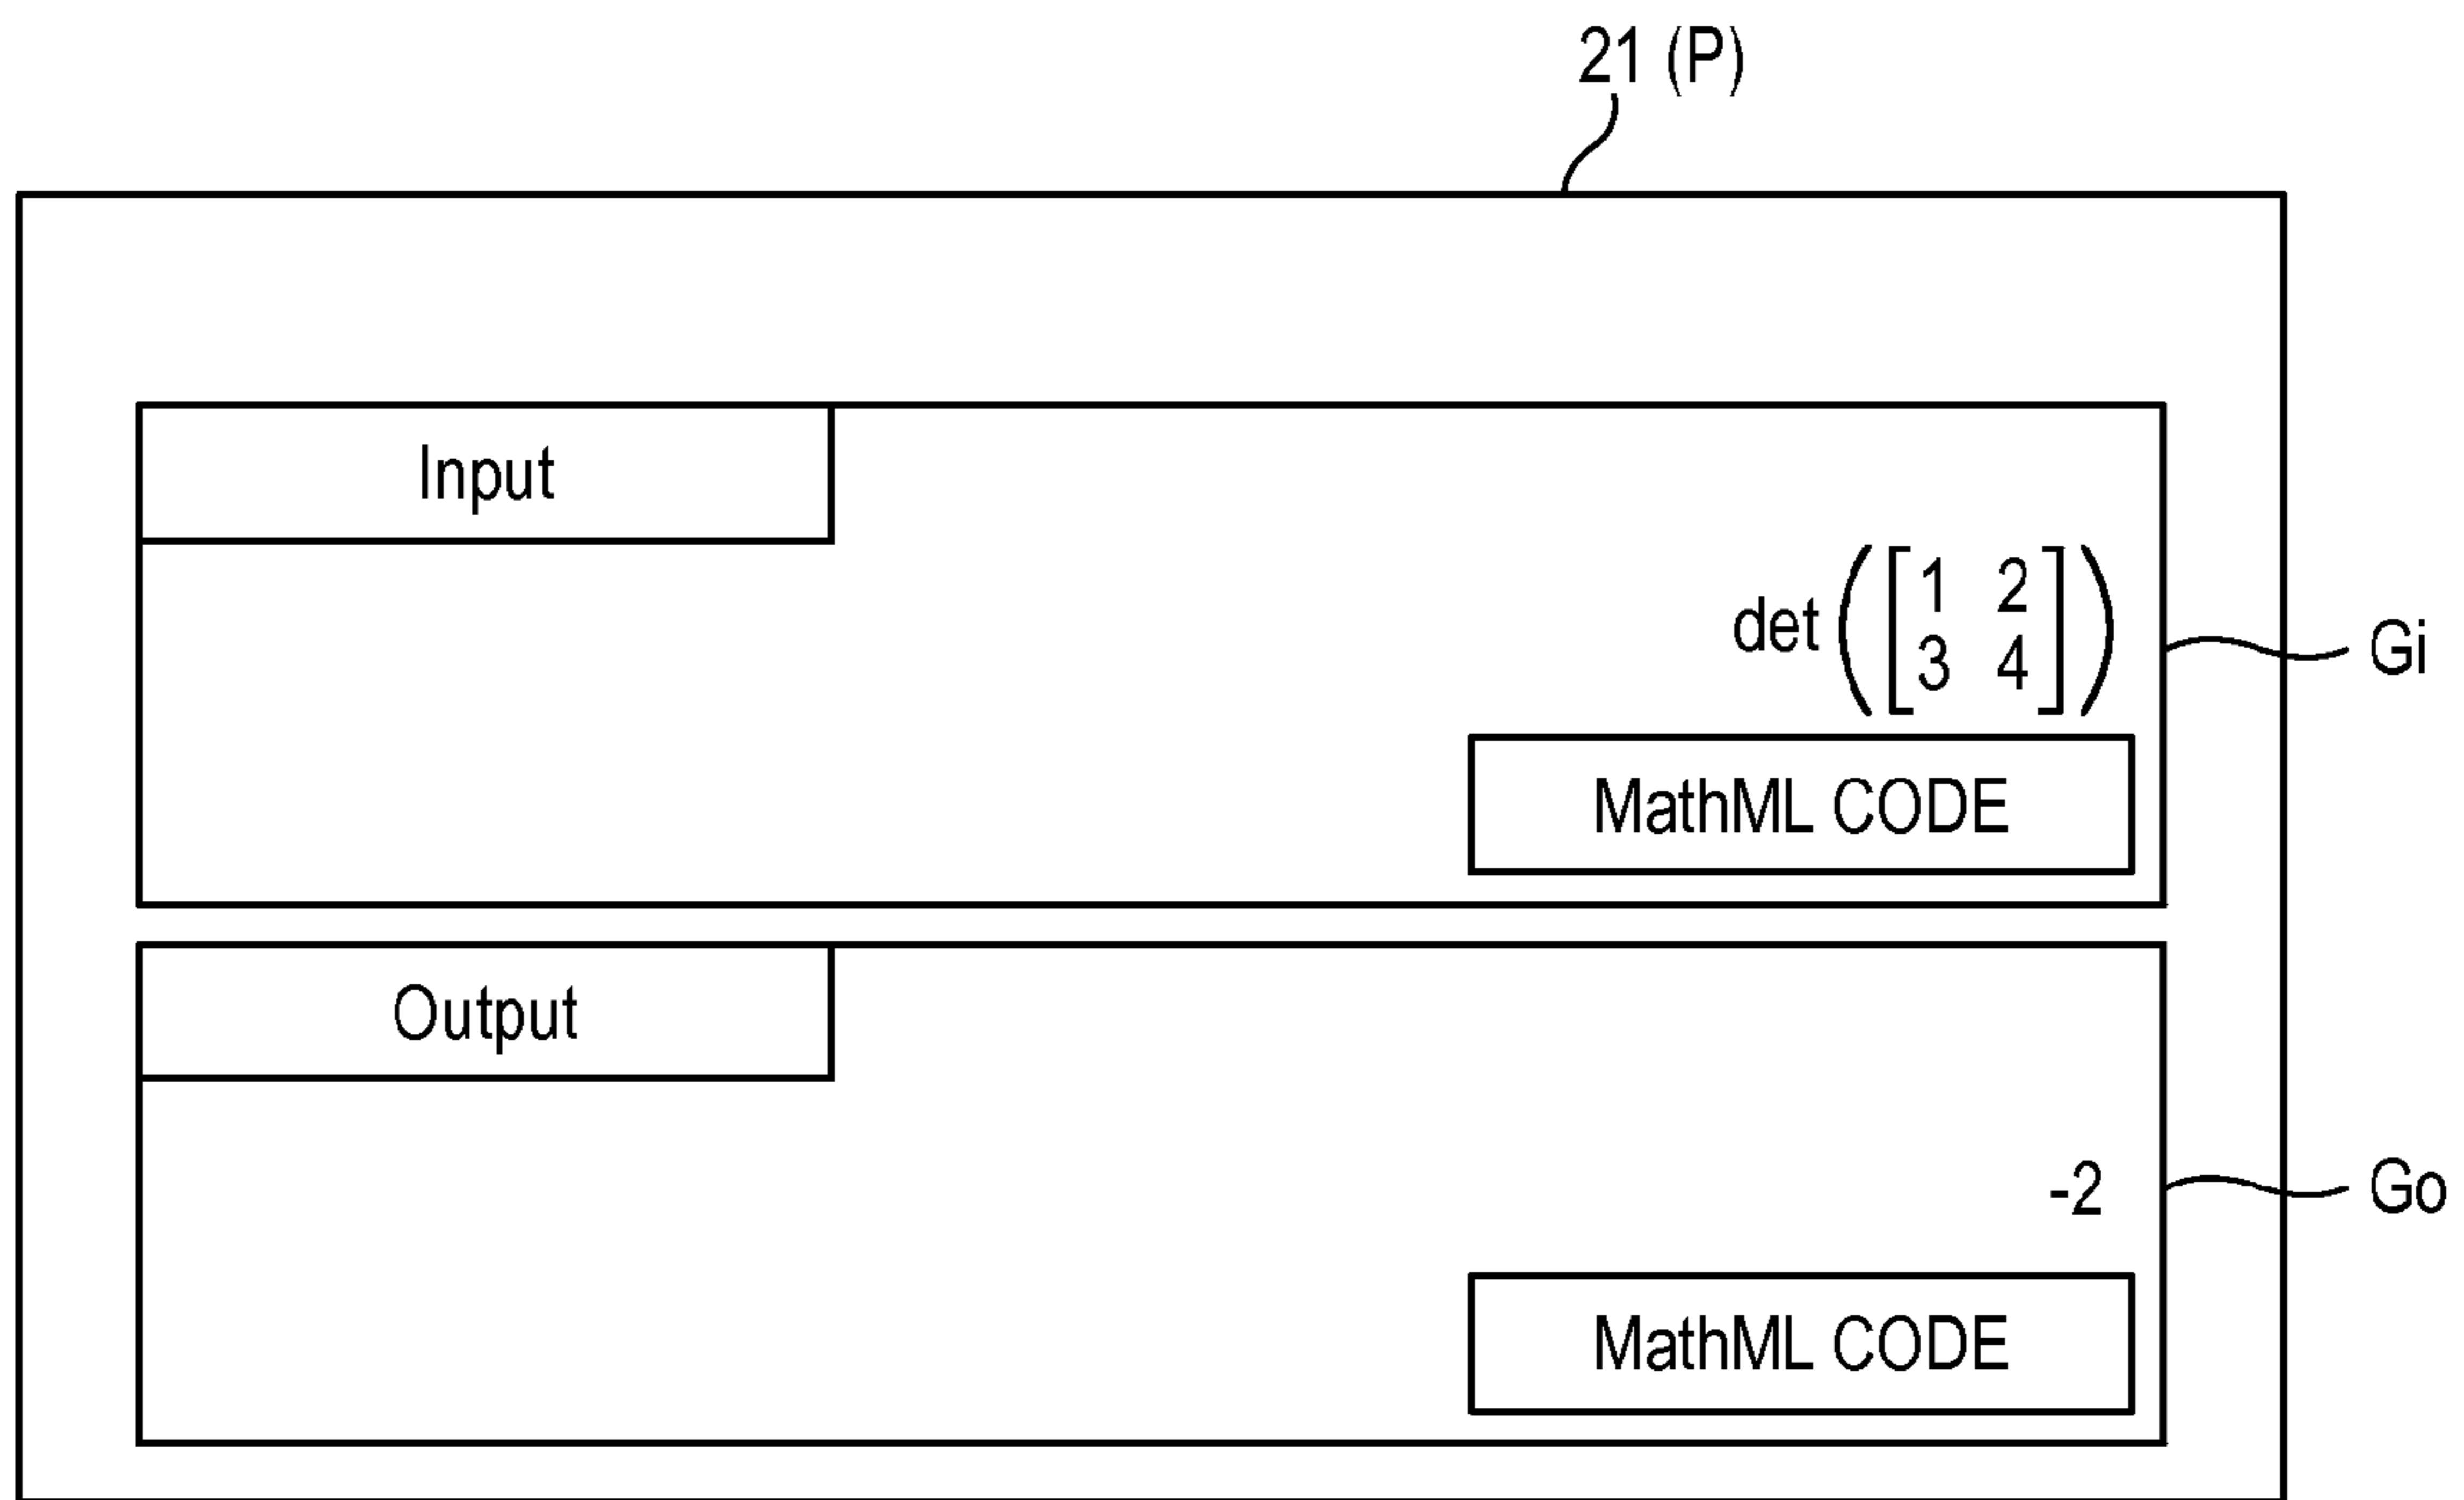 21 (P)
Input
det([1 2
3 4])
Gi
MathML CODE
Output
-2
Go
MathML CODE